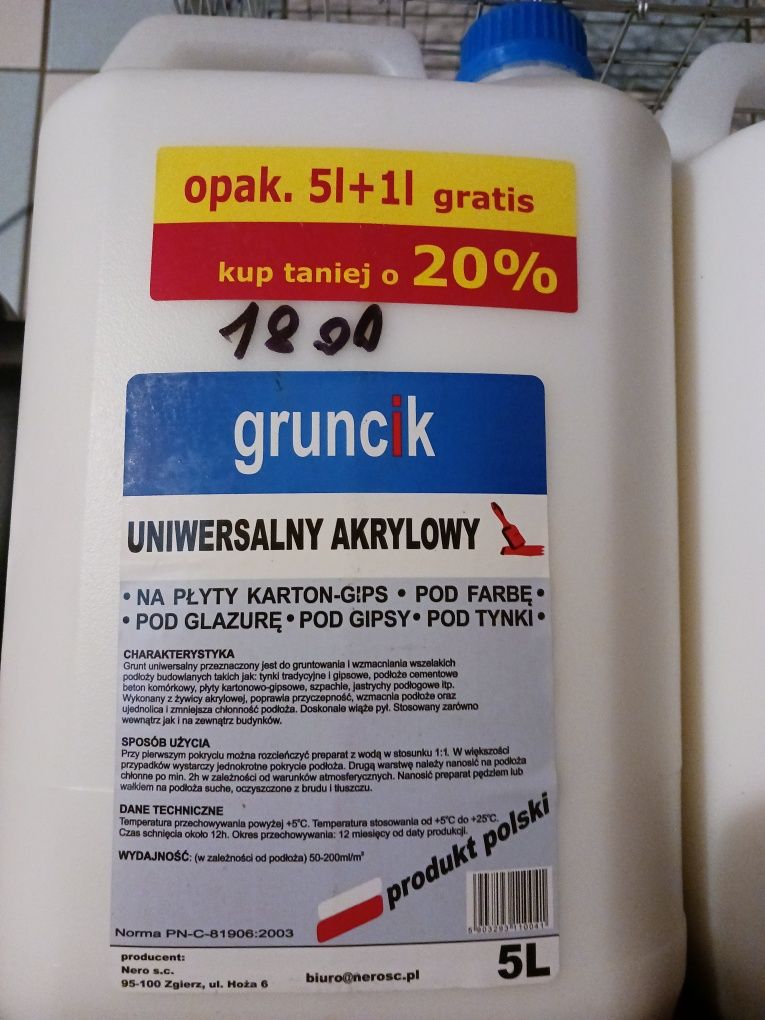 opak. 5l+1l gratis
kup taniej o 20%
gruncik
UNIWERSALNY AKRYLOWY
• NA PŁYTY KARTON-GIPS • POD FARBĘ •
• POD GLAZURĘ • POD GIPSY • POD TYNKI •
CHARAKTERYSTYKA
Grunt uniwersalny przeznaczony jest do gruntowania i wzmacniania wszelakich
podłoży budowlanych takich jak: tynki tradycyjne i gipsowe, podłoże cementowe
beton komórkowy, płyty kartonowo-gipsowe, szpachle, jastrychy podłogowe itp.
Wykonany z żywicy akrylowej, poprawia przyczepność, wzmacnia podłoże oraz
ujednolica i zmniejsza chłonność podłoża. Doskonale wiąże pył. Stosowany zarówno
wewnątrz jak i na zewnątrz budynków.
SPOSÓB UŻYCIA
Przy pierwszym pokryciu można rozcieńczyć preparat z wodą w stosunku 1:1. W większości
przypadków wystarczy jednokrotne pokrycie podłoża. Drugą warstwę należy nanosić na podłoża
chłonne po min. 2h w zależności od warunków atmosferycznych. Nanosić preparat pędzlem lub
wałkiem na podłoża suche, oczyszczone z brudu i tłuszczu.
DANE TECHNICZNE
Temperatura przechowywania powyżej +5°C. Temperatura stosowania od +5°C do +25°C.
Czas schnięcia około 12h. Okres przechowywania: 12 miesięcy od daty produkcji.
WYDAJNOŚĆ: (w zależności od podłoża) 50-200ml/m²
produkt polski
Norma PN-C-81906:2003
5 903293 110041
producent:
Nero s.c.
95-100 Zgierz, ul. Hoża 6
biuro@nerosc.pl
5L